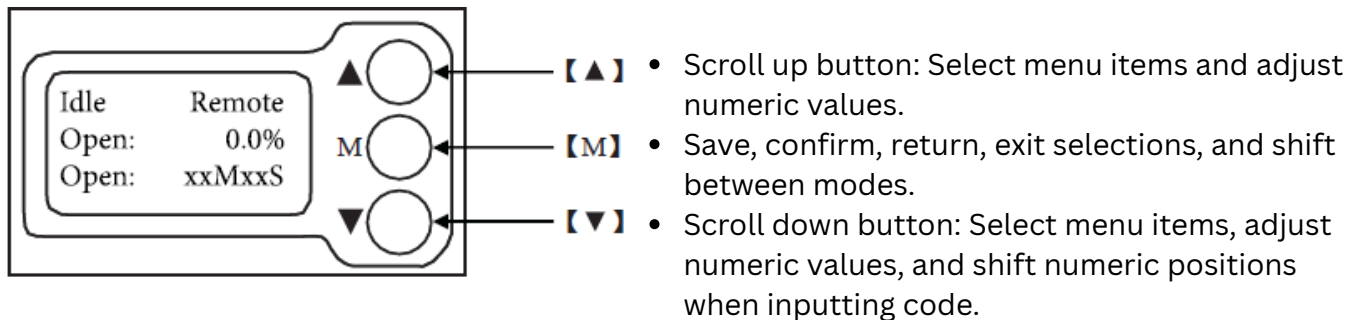 Idle Remote
Open: 0.0%
Open: xxMxxS
▲
M
▼
【▲】
【M】
【▼】
• Scroll up button: Select menu items and adjust
numeric values.
• Save, confirm, return, exit selections, and shift
between modes.
• Scroll down button: Select menu items, adjust
numeric values, and shift numeric positions
when inputting code.